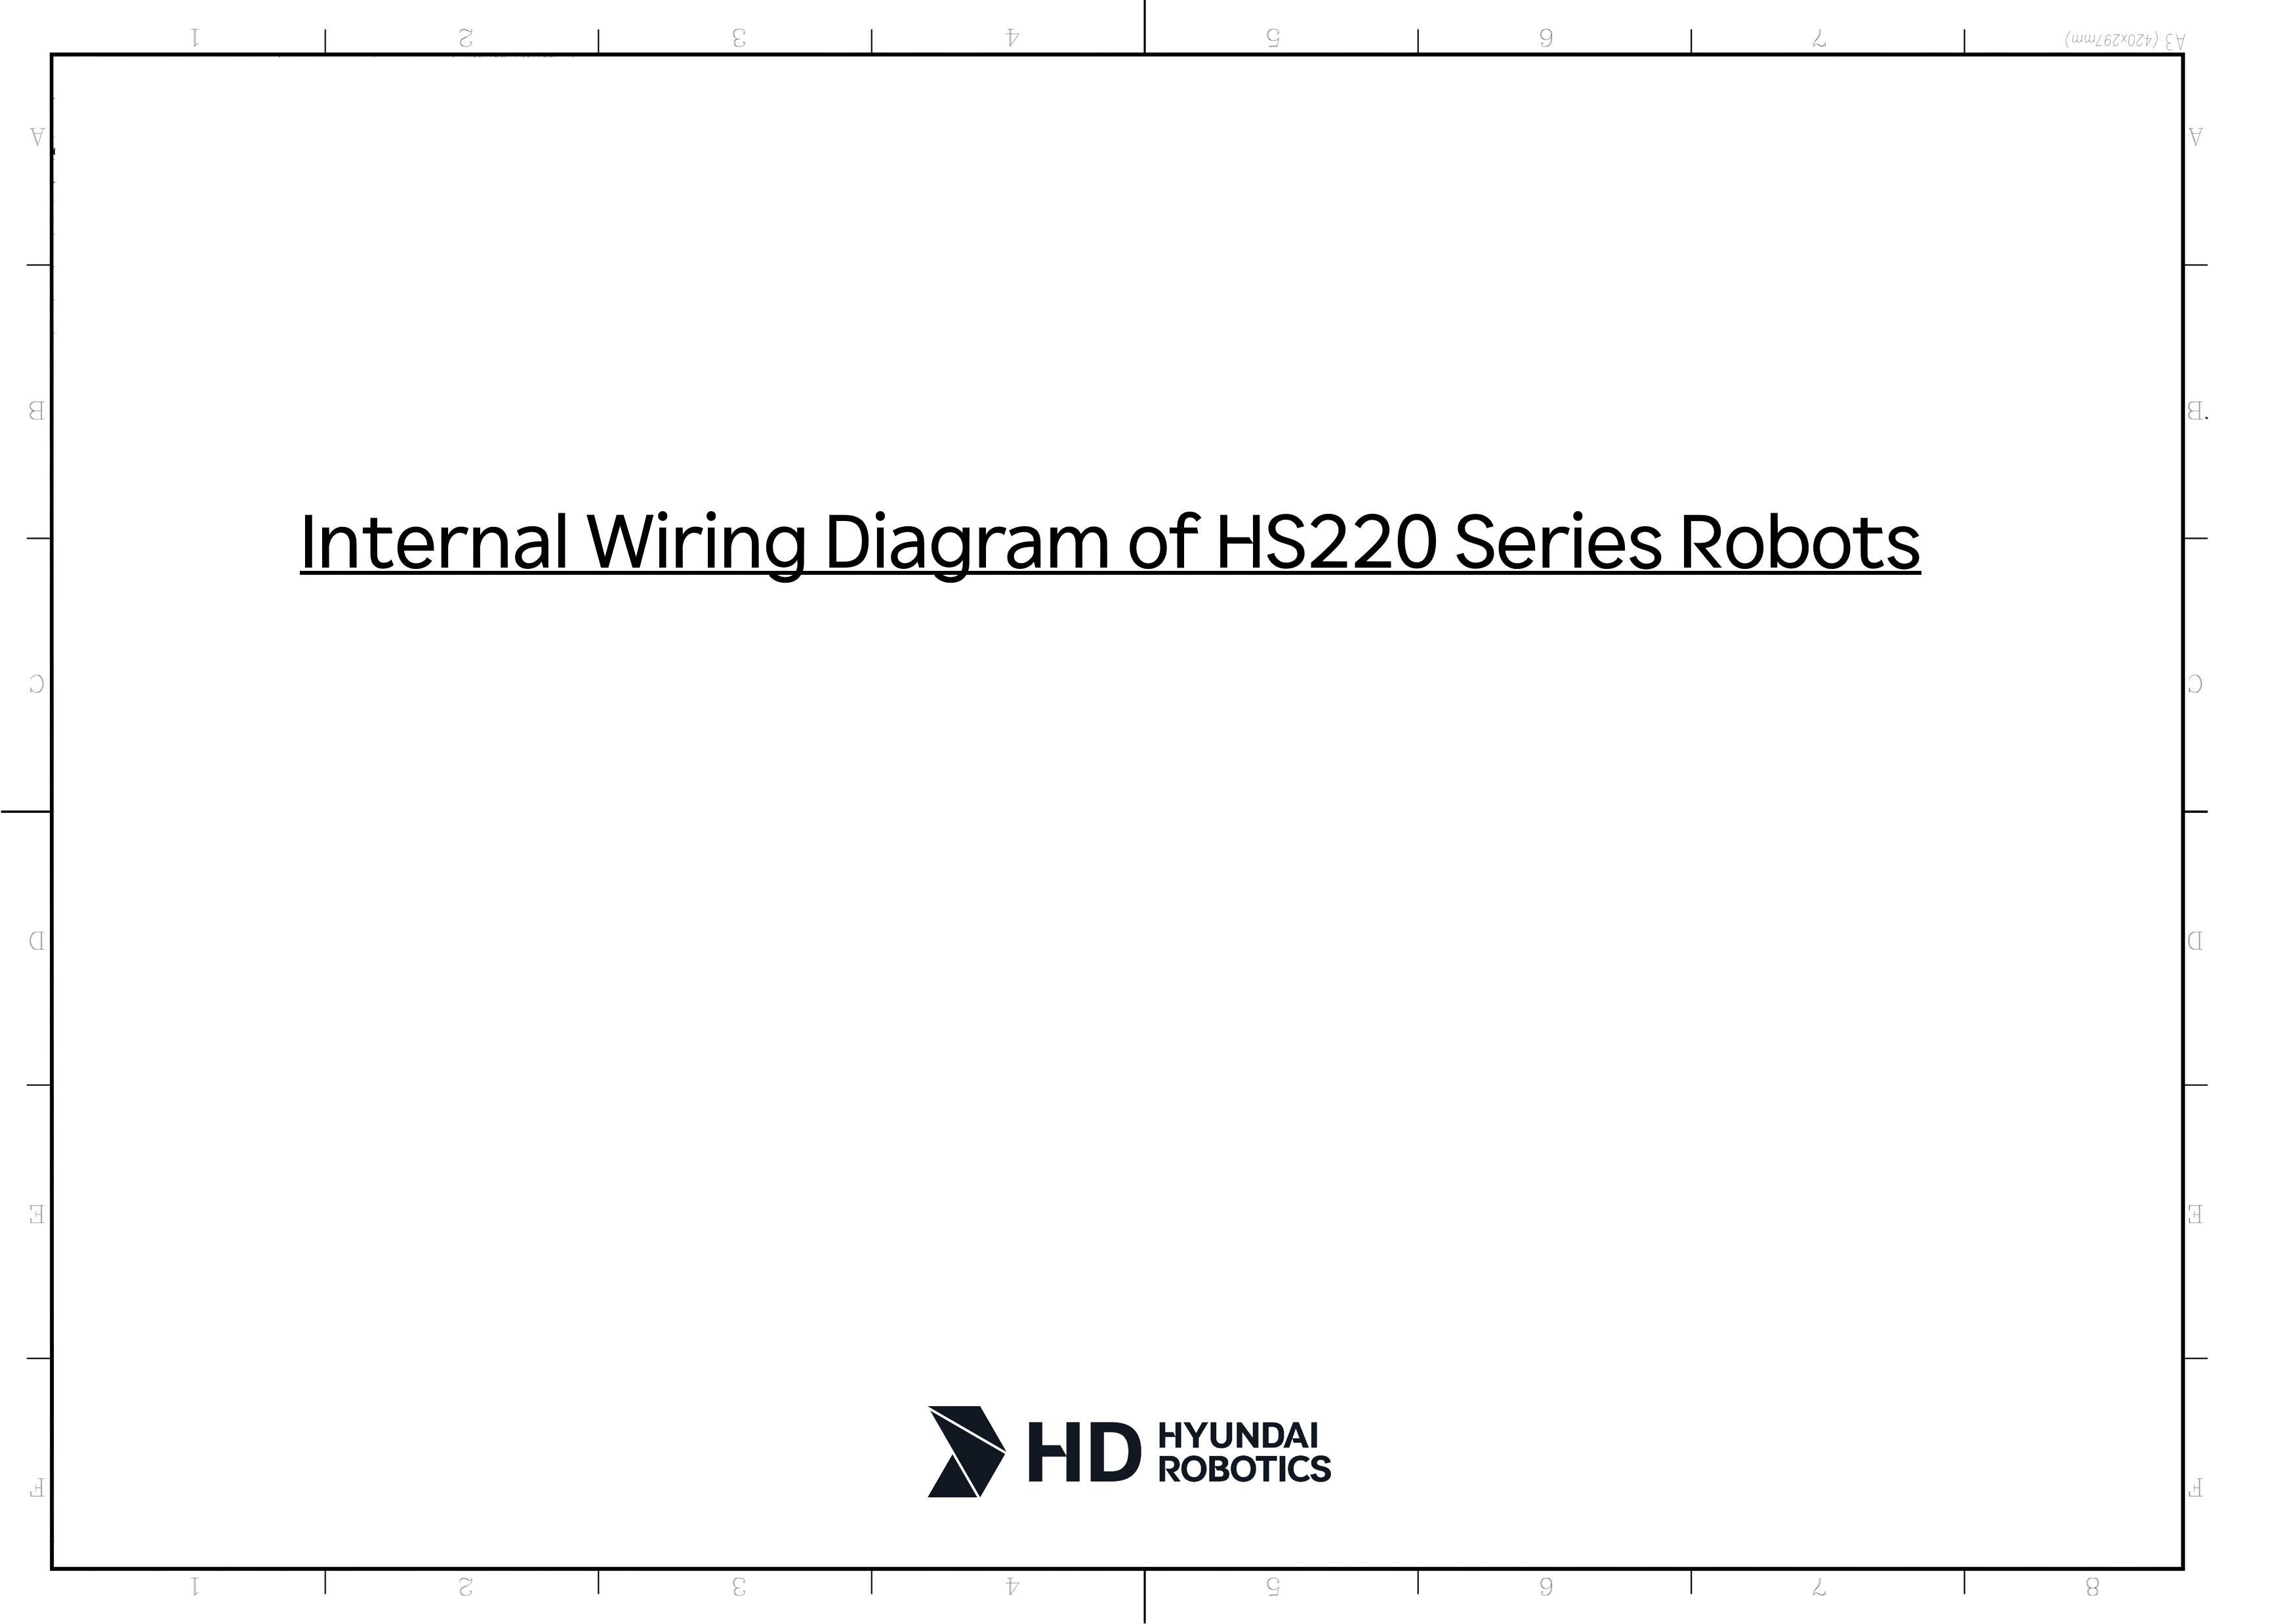 1 2 3 4 5 6 7 A3 (420x297mm)
A A
B B
Internal Wiring Diagram of HS220 Series Robots
C C
D D
E E
HD HYUNDAI
ROBOTICS
F F
1 2 3 4 5 6 7 8